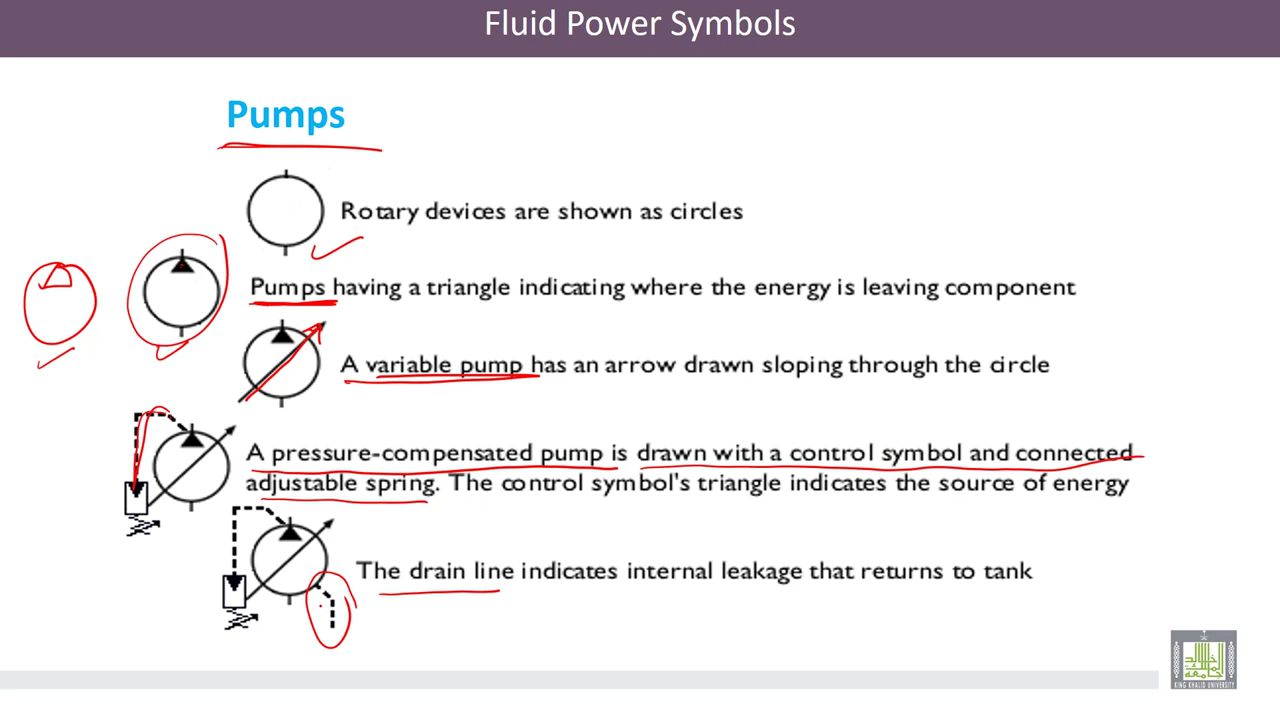 Fluid Power Symbols
Pumps
Rotary devices are shown as circles
Pumps having a triangle indicating where the energy is leaving component
A variable pump has an arrow drawn sloping through the circle
A pressure-compensated pump is drawn with a control symbol and connected
adjustable spring. The control symbol's triangle indicates the source of energy
The drain line indicates internal leakage that returns to tank
KING KHALID UNIVERSITY